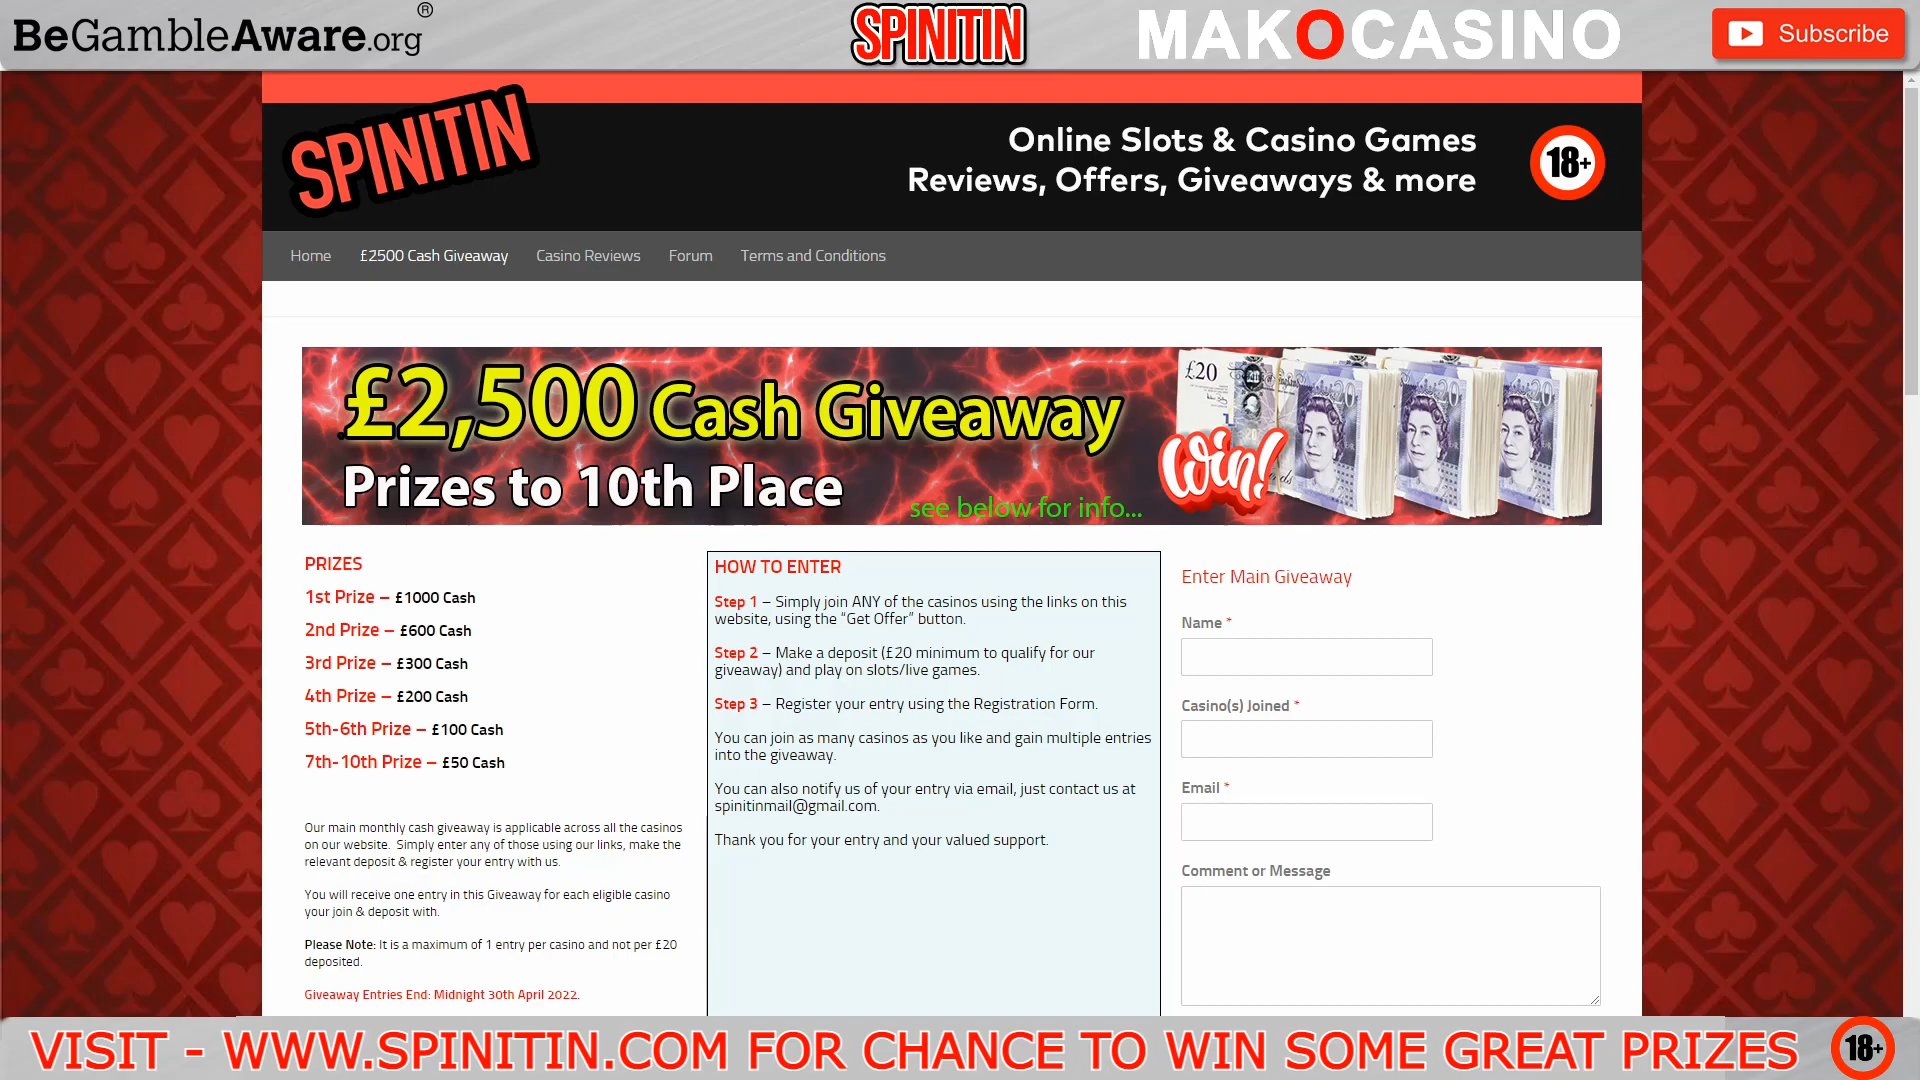 BeGambleAware.org®
SPINITIN
MAKOCASINO
Subscribe
SPINITIN
Online Slots & Casino Games
Reviews, Offers, Giveaways & more
18+
Home £2500 Cash Giveaway Casino Reviews Forum Terms and Conditions
£2,500 Cash Giveaway
Prizes to 10th Place
see below for info...
Win!
£20
PRIZES
1st Prize – £1000 Cash
2nd Prize – £600 Cash
3rd Prize – £300 Cash
4th Prize – £200 Cash
5th-6th Prize – £100 Cash
7th-10th Prize – £50 Cash
Our main monthly cash giveaway is applicable across all the casinos
on our website. Simply enter any of those using our links, make the
relevant deposit & register your entry with us.
You will receive one entry in this Giveaway for each eligible casino
your join & deposit with.
Please Note: It is a maximum of 1 entry per casino and not per £20
deposited.
Giveaway Entries End: Midnight 30th April 2022.
HOW TO ENTER
Step 1 – Simply join ANY of the casinos using the links on this
website, using the “Get Offer” button.
Step 2 – Make a deposit (£20 minimum to qualify for our
giveaway) and play on slots/live games.
Step 3 – Register your entry using the Registration Form.
You can join as many casinos as you like and gain multiple entries
into the giveaway.
You can also notify us of your entry via email, just contact us at
spinitinmail@gmail.com.
Thank you for your entry and your valued support.
Enter Main Giveaway
Name *
Casino(s) Joined *
Email *
Comment or Message
VISIT - WWW.SPINITIN.COM FOR CHANCE TO WIN SOME GREAT PRIZES
18+